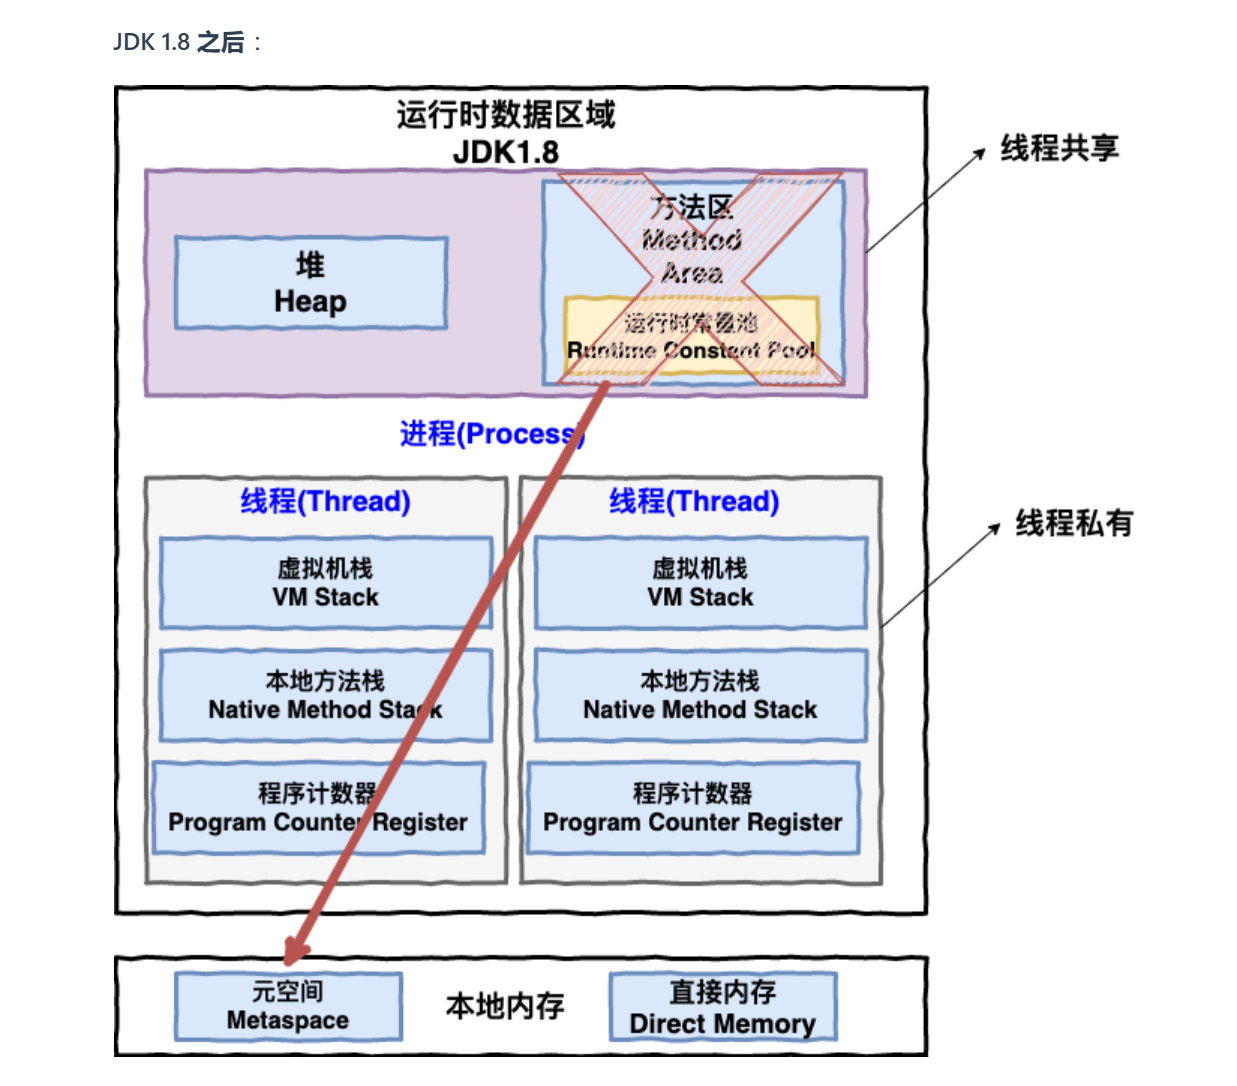 JDK 1.8 之后：
运行时数据区域
JDK1.8
线程共享
堆
Heap
方法区
Method
Area
运行时常量池
Runtime Constant Pool
进程(Process)
线程(Thread)
虚拟机栈
VM Stack
本地方法栈
Native Method Stack
程序计数器
Program Counter Register
线程(Thread)
虚拟机栈
VM Stack
本地方法栈
Native Method Stack
程序计数器
Program Counter Register
线程私有
元空间
Metaspace
本地内存
直接内存
Direct Memory